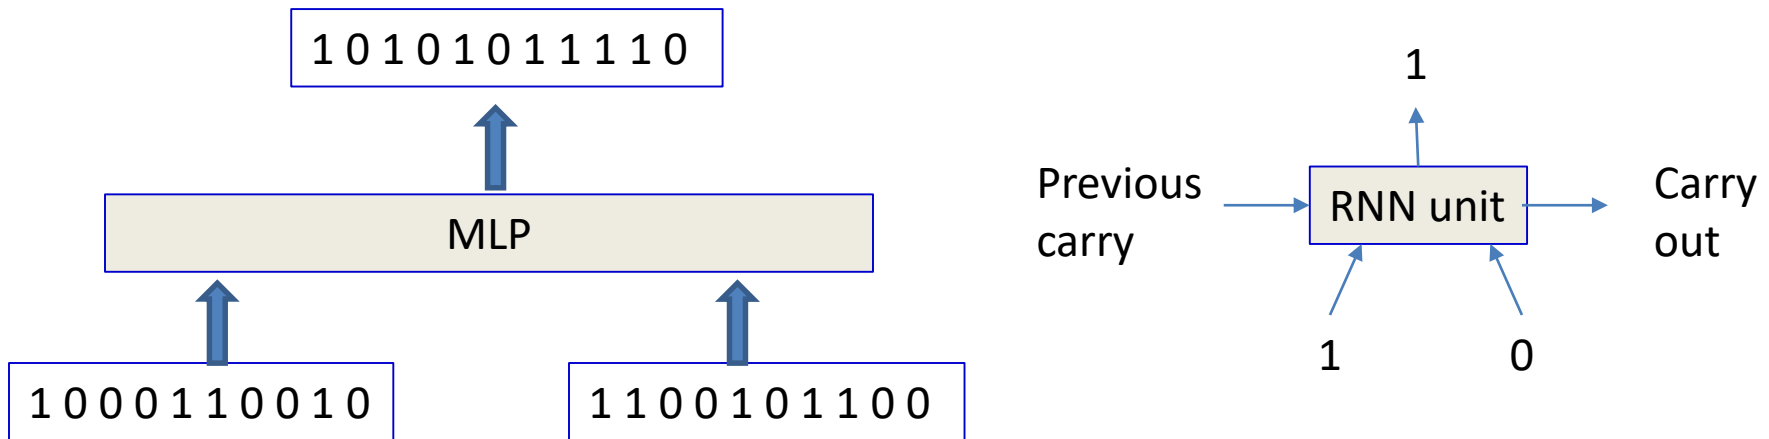 1 0 1 0 1 0 1 1 1 1 0
MLP
1 0 0 0 1 1 0 0 1 0
1 1 0 0 1 0 1 1 0 0
1
Previous
carry
RNN unit
Carry
out
1
0